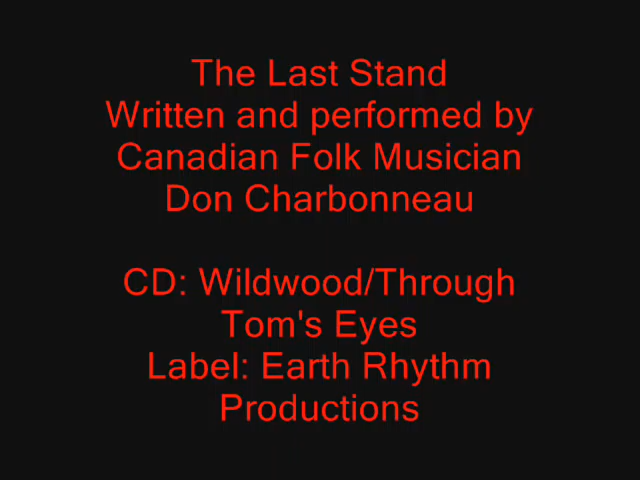 The Last Stand
Written and performed by
Canadian Folk Musician
Don Charbonneau
CD: Wildwood/Through
Tom's Eyes
Label: Earth Rhythm
Productions